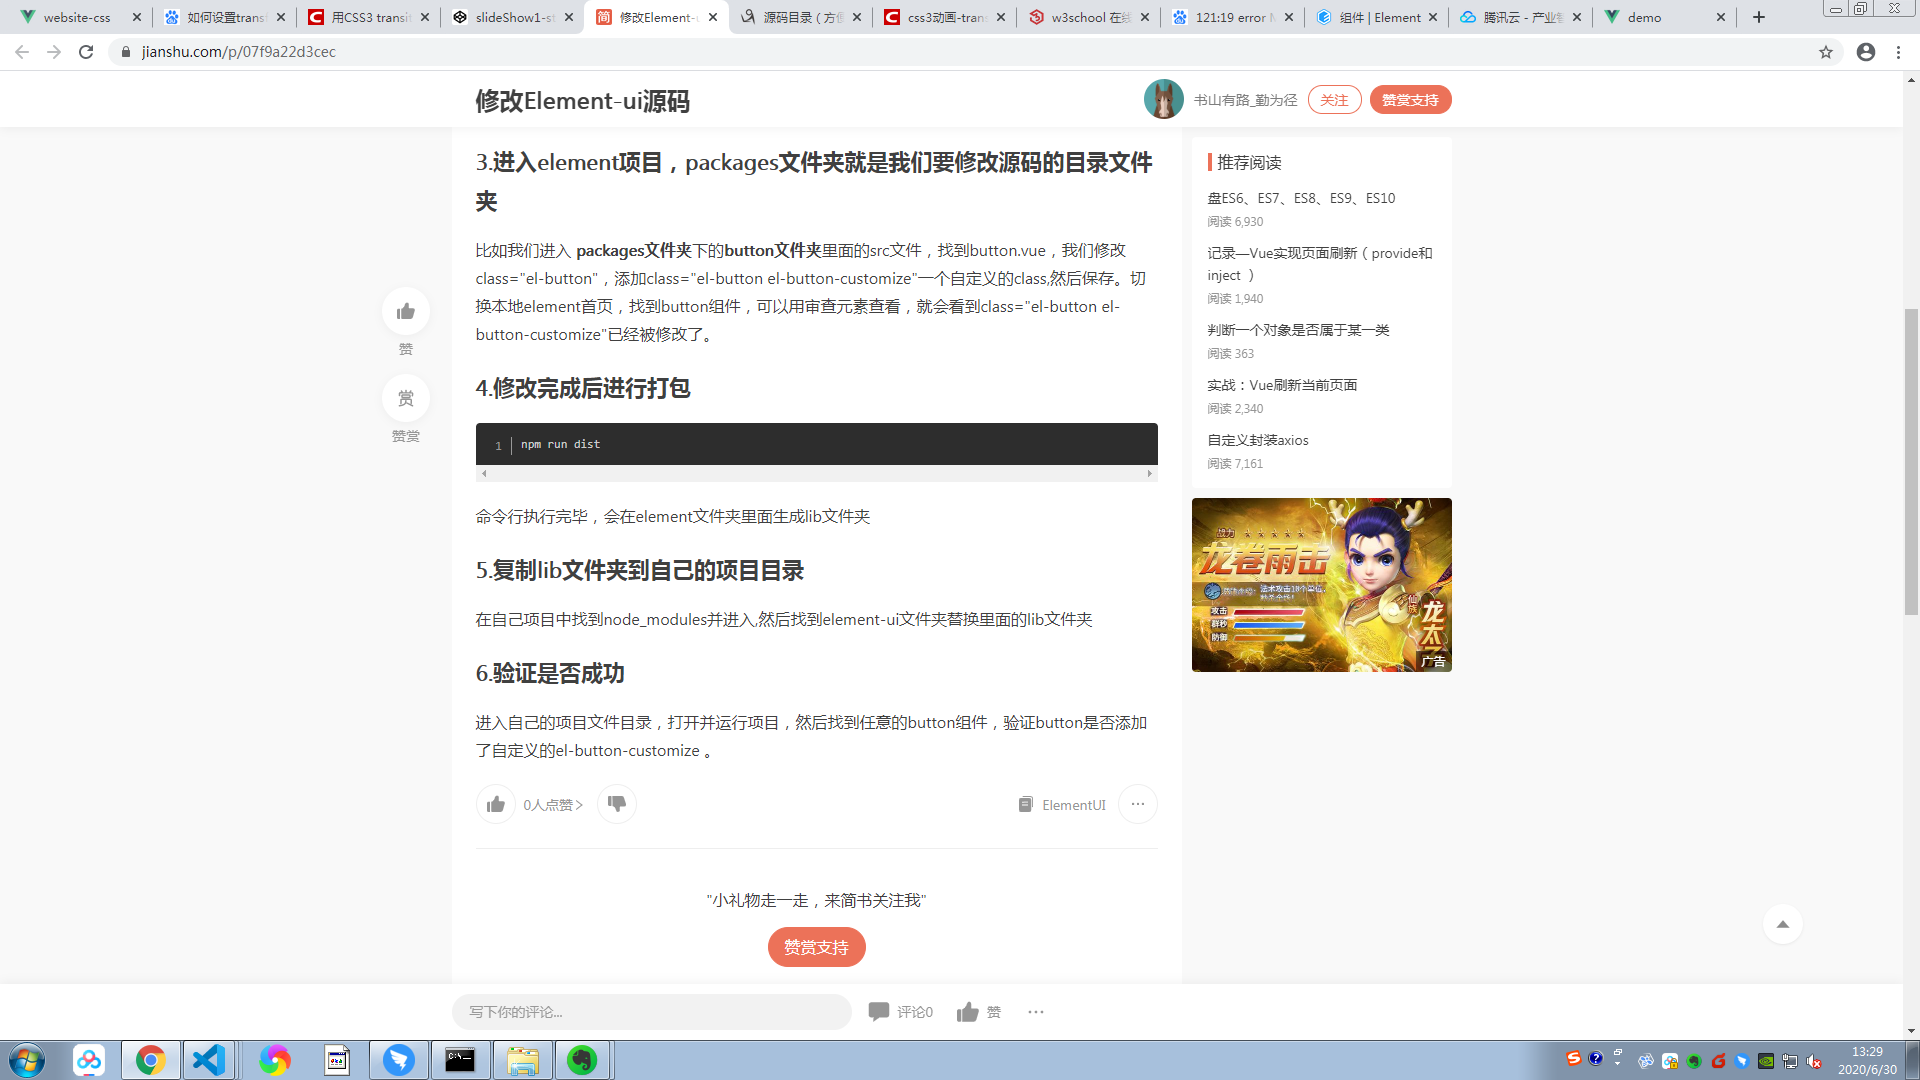 website-css
如何设置trans
用CSS3 transit
slideShow1-st
修改Element-u
源码目录（方便
css3动画-tran
w3school 在线
121:19 error
组件 | Element
腾讯云 - 产业智
demo
jianshu.com/p/07f9a22d3cec
修改Element-ui源码
书山有路_勤为径
关注
赞赏支持
3.进入element项目，packages文件夹就是我们要修改源码的目录文件
夹
比如我们进入 packages文件夹下的button文件夹里面的src文件，找到button.vue，我们修改
class="el-button"，添加class="el-button el-button-customize"一个自定义的class,然后保存。切
换本地element首页，找到button组件，可以用审查元素查看，就会看到class="el-button el-
button-customize"已经被修改了。
4.修改完成后进行打包
1
npm run dist
命令行执行完毕，会在element文件夹里面生成lib文件夹
5.复制lib文件夹到自己的项目目录
在自己项目中找到node_modules并进入,然后找到element-ui文件夹替换里面的lib文件夹
6.验证是否成功
进入自己的项目文件目录，打开并运行项目，然后找到任意的button组件，验证button是否添加
了自定义的el-button-customize 。
0人点赞 >
ElementUI
"小礼物走一走，来简书关注我"
赞赏支持
赞
赏
赞赏
推荐阅读
盘ES6、ES7、ES8、ES9、ES10
阅读 6,930
记录—Vue实现页面刷新（provide和
inject ）
阅读 1,940
判断一个对象是否属于某一类
阅读 363
实战：Vue刷新当前页面
阅读 2,340
自定义封装axios
阅读 7,161
战力
龙卷雨击
攻击
群秒
防御
仙族
龙太子
广告
写下你的评论...
评论0
赞
13:29
2020/6/30